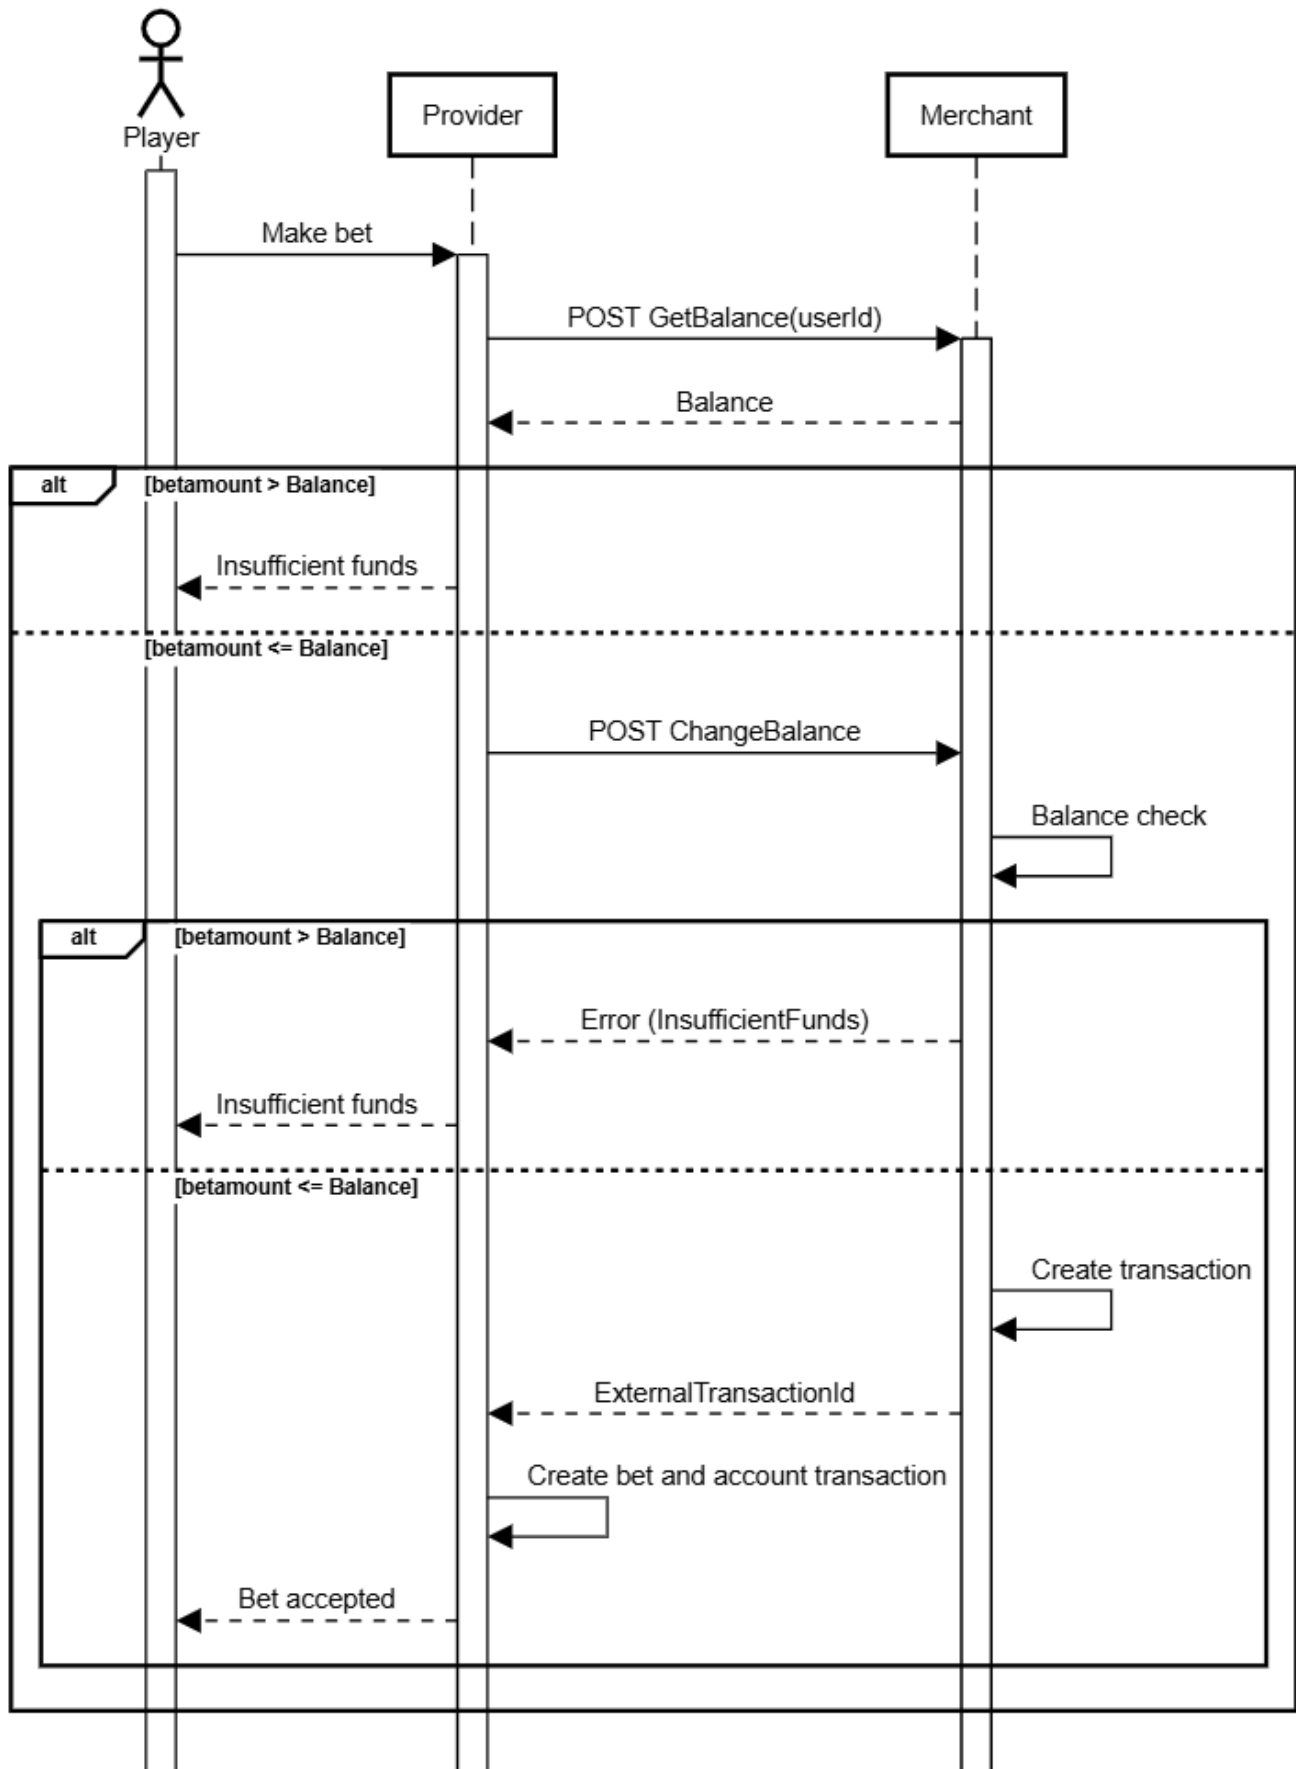 Player
Provider
Merchant
Make bet
POST GetBalance(userId)
Balance
alt
[betamount > Balance]
Insufficient funds
[betamount <= Balance]
POST ChangeBalance
Balance check
alt
[betamount > Balance]
Error (InsufficientFunds)
Insufficient funds
[betamount <= Balance]
Create transaction
ExternalTransactionId
Create bet and account transaction
Bet accepted